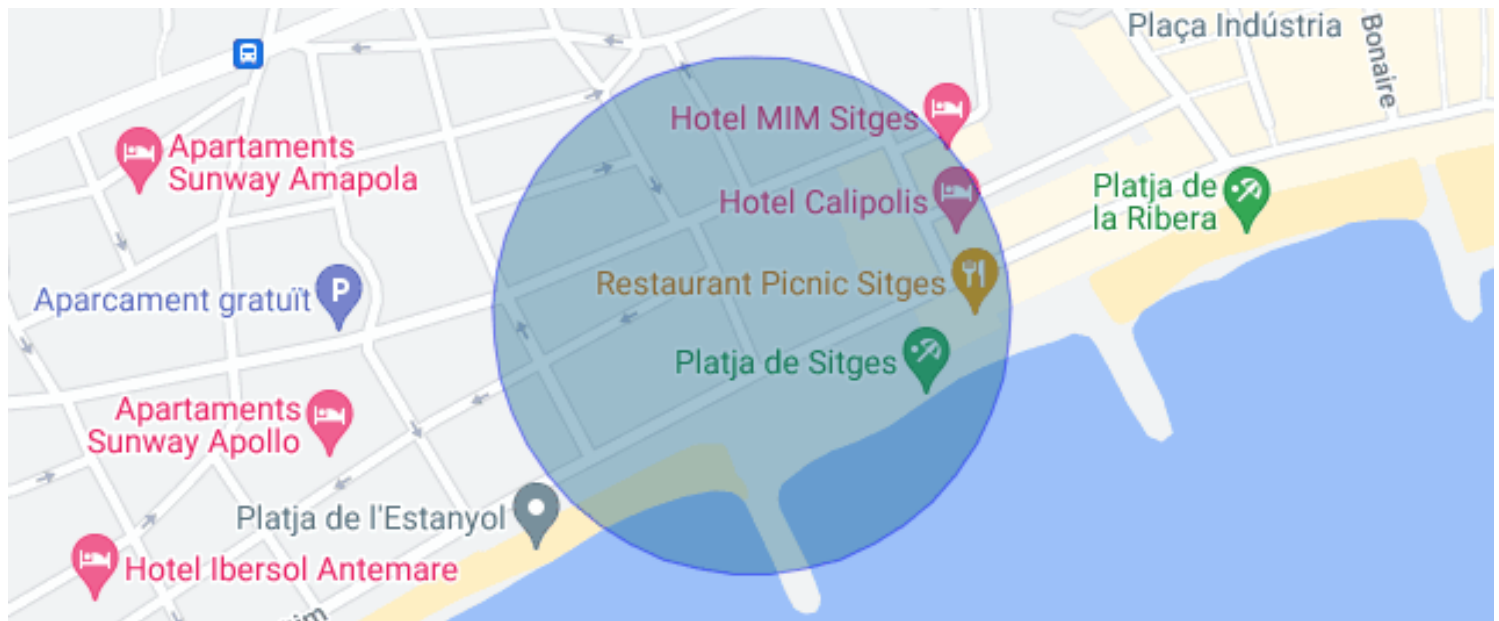 Plaça Indústria
Bonaire
Hotel MIM Sitges
Apartaments
Sunway Amapola
Platja de
la Ribera
Hotel Calipolis
Restaurant Picnic Sitges
Aparcament gratuït
P
Platja de Sitges
Apartaments
Sunway Apollo
Platja de l'Estanyol
Hotel Ibersol Antemare